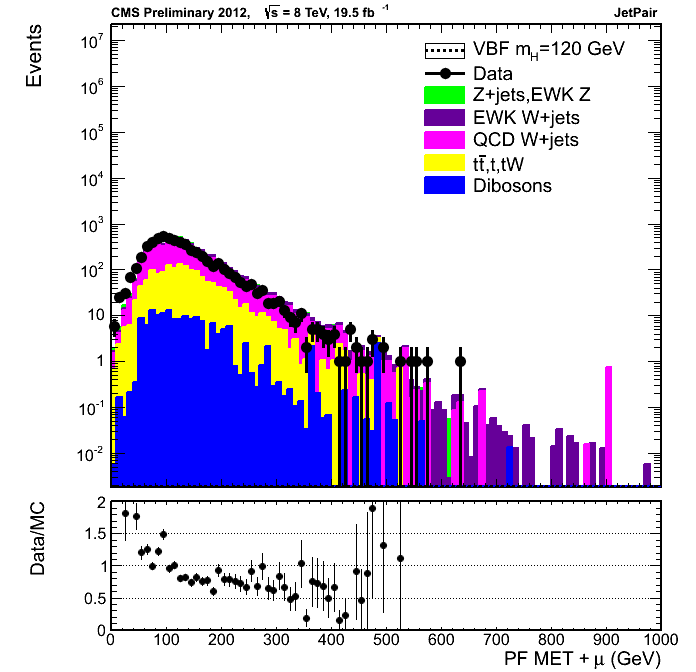 CMS Preliminary 2012, √s = 8 TeV, 19.5 fb⁻¹ JetPair
Events
10⁷
10⁶
10⁵
10⁴
10³
10²
10
1
10⁻¹
10⁻²
VBF m_H=120 GeV
Data
Z+jets,EWK Z
EWK W+jets
QCD W+jets
tt̄,t,tW
Dibosons
Data/MC
2
1.5
1
0.5
0
0 100 200 300 400 500 600 700 800 900 1000
PF MET + μ (GeV)